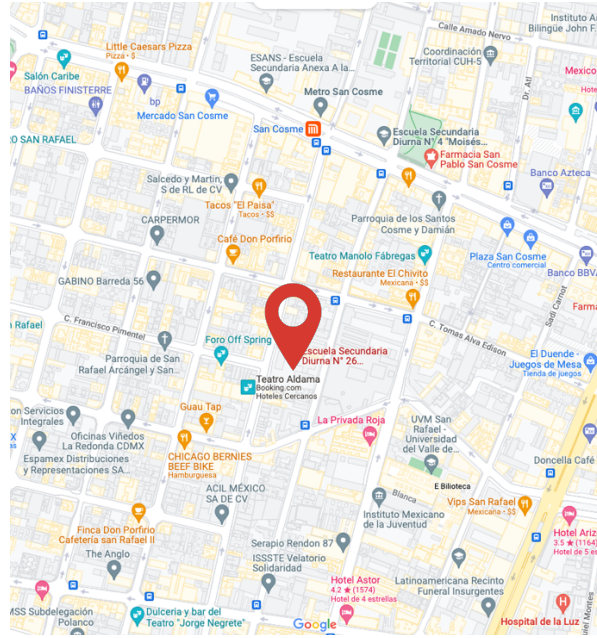 Instituto A
Bilingüe John F.
Calle Amado Nervo
Little Caesars Pizza
Pizza • $
ESANS - Escuela
Secundaria Anexa A la...
Coordinación
Territorial CUH-5
Salón Caribe
BAÑOS FINISTERRE
bp
Mercado San Cosme
Metro San Cosme
Dr. Atl
Mexico
Hote
San Cosme
Escuela Secundaria
Diurna N° 4 "Moisés...
O SAN RAFAEL
Farmacia San
Pablo San Cosme
Salcedo y Martin,
S de RL de CV
Banco Azteca
Tacos "El Paisa"
Tacos • $$
CARPERMOR
Parroquia de los Santos
Cosme y Damián
Café Don Porfirio
Teatro Manolo Fábregas
Plaza San Cosme
Centro comercial
GABINO Barreda 56
Restaurante El Chivito
Mexicana • $$
Banco BBVA
Sadi Carnot
Farma
Rafael
C. Francisco Pimentel
C. Tomas Alva Edison
Foro Off Spring
Parroquia de San
Rafael Arcángel y San...
Escuela Secundaria
Diurna N° 26...
El Duende -
Juegos de Mesa
Tienda de juegos
Teatro Aldama
Booking.com
Hoteles Cercanos
on Servicios
Integrales
Guau Tap
La Privada Roja
UVM San
Rafael -
Universidad
del Valle de...
Oficinas Viñedos
La Redonda CDMX
CHICAGO BERNIES
BEEF BIKE
Hamburguesa
Espamex Distribuciones
y Representaciones SA...
Doncella Café
E Bilioteca
ACIL MÉXICO
SA DE CV
Blanca
Vips San Rafael
Mexicana • $$
Instituto Mexicano
de la Juventud
Finca Don Porfirio
Cafetería san Rafael II
Serapio Rendon 87
Hotel Ariz
3.5 ★ (1164)
Hotel de 5 es
The Anglo
ISSSTE Velatorio
Solidaridad
Hotel Astor
4.2 ★ (1574)
Hotel de 4 estrellas
Latinoamericana Recinto
Funeral Insurgentes
MSS Subdelegación
Polanco
Dulceria y bar del
Teatro "Jorge Negrete"
Google
Hospital de la Luz
uel Montes